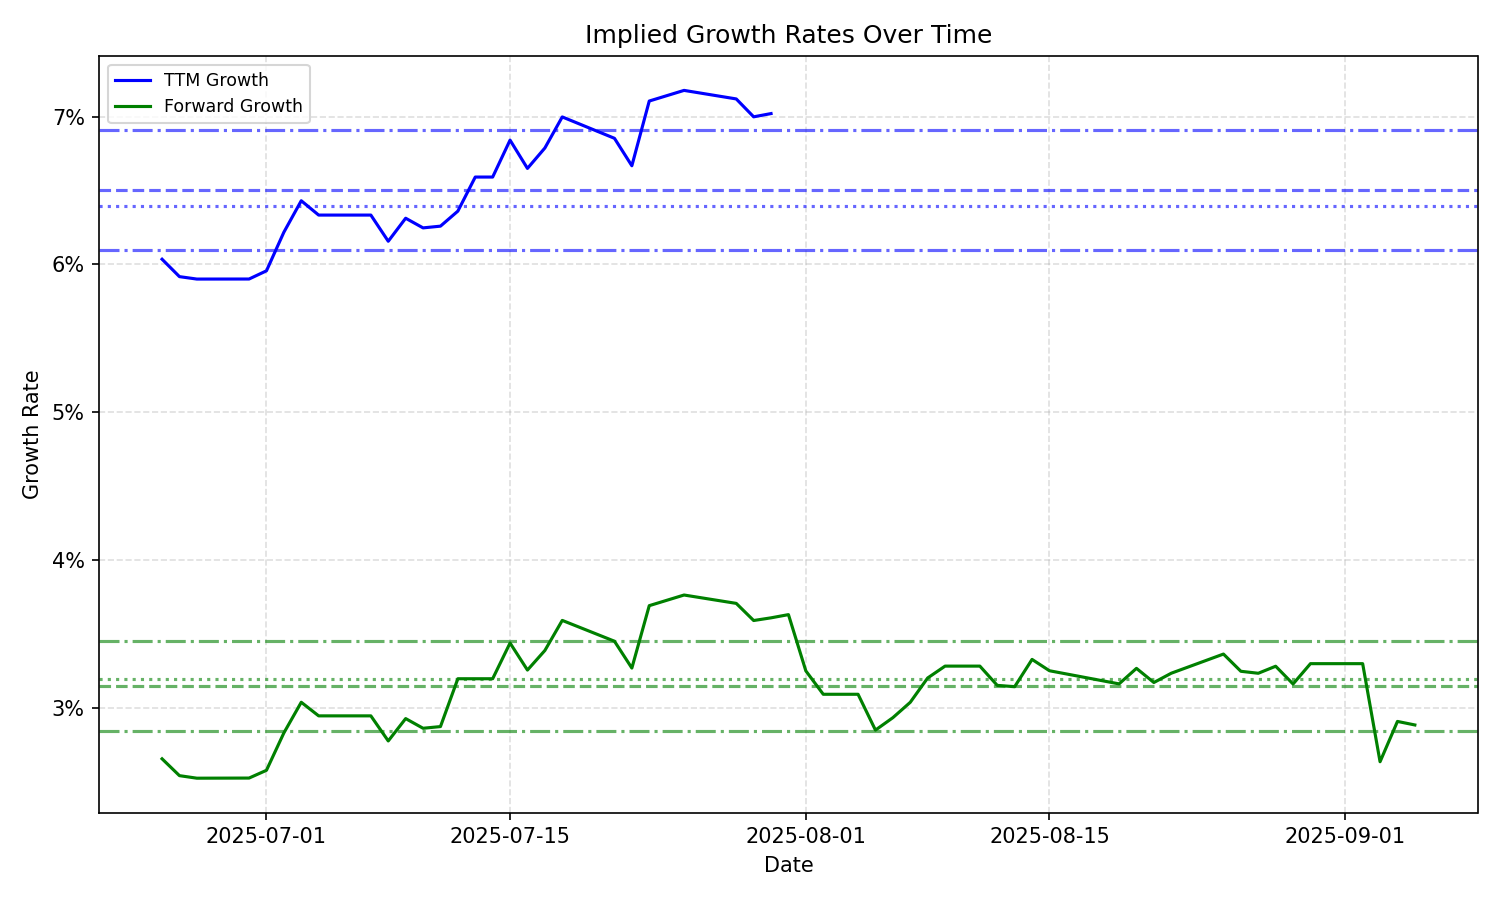 Implied Growth Rates Over Time
TTM Growth
Forward Growth
7%
6%
5%
4%
3%
Growth Rate
2025-07-01
2025-07-15
2025-08-01
2025-08-15
2025-09-01
Date